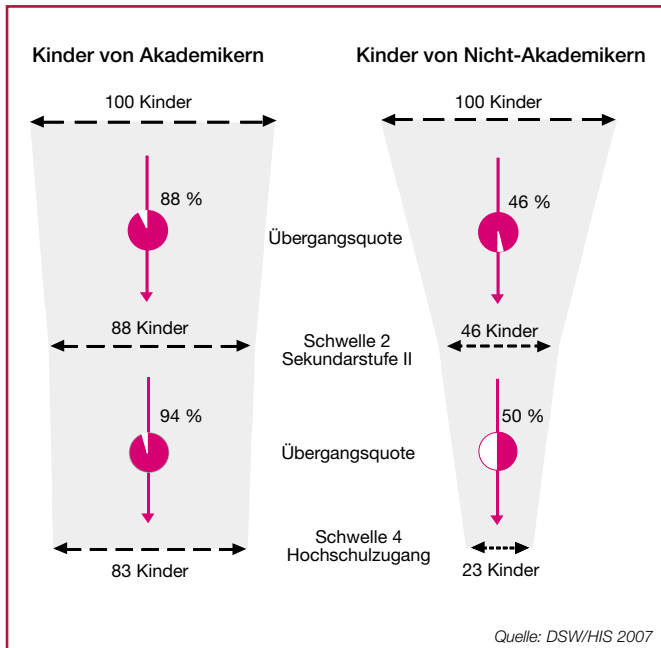 Kinder von Akademikern
Kinder von Nicht-Akademikern
100 Kinder
100 Kinder
88 %
46 %
Übergangsquote
88 Kinder
Schwelle 2
Sekundarstufe II
46 Kinder
94 %
50 %
Übergangsquote
Schwelle 4
Hochschulzugang
83 Kinder
23 Kinder
Quelle: DSW/HIS 2007